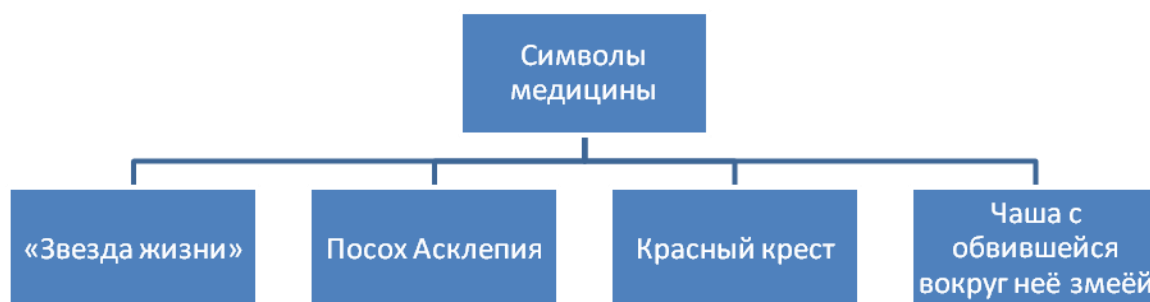 Символы
медицины
«Звезда жизни»
Посох Асклепия
Красный крест
Чаша с
обвившейся
вокруг неё змеёй